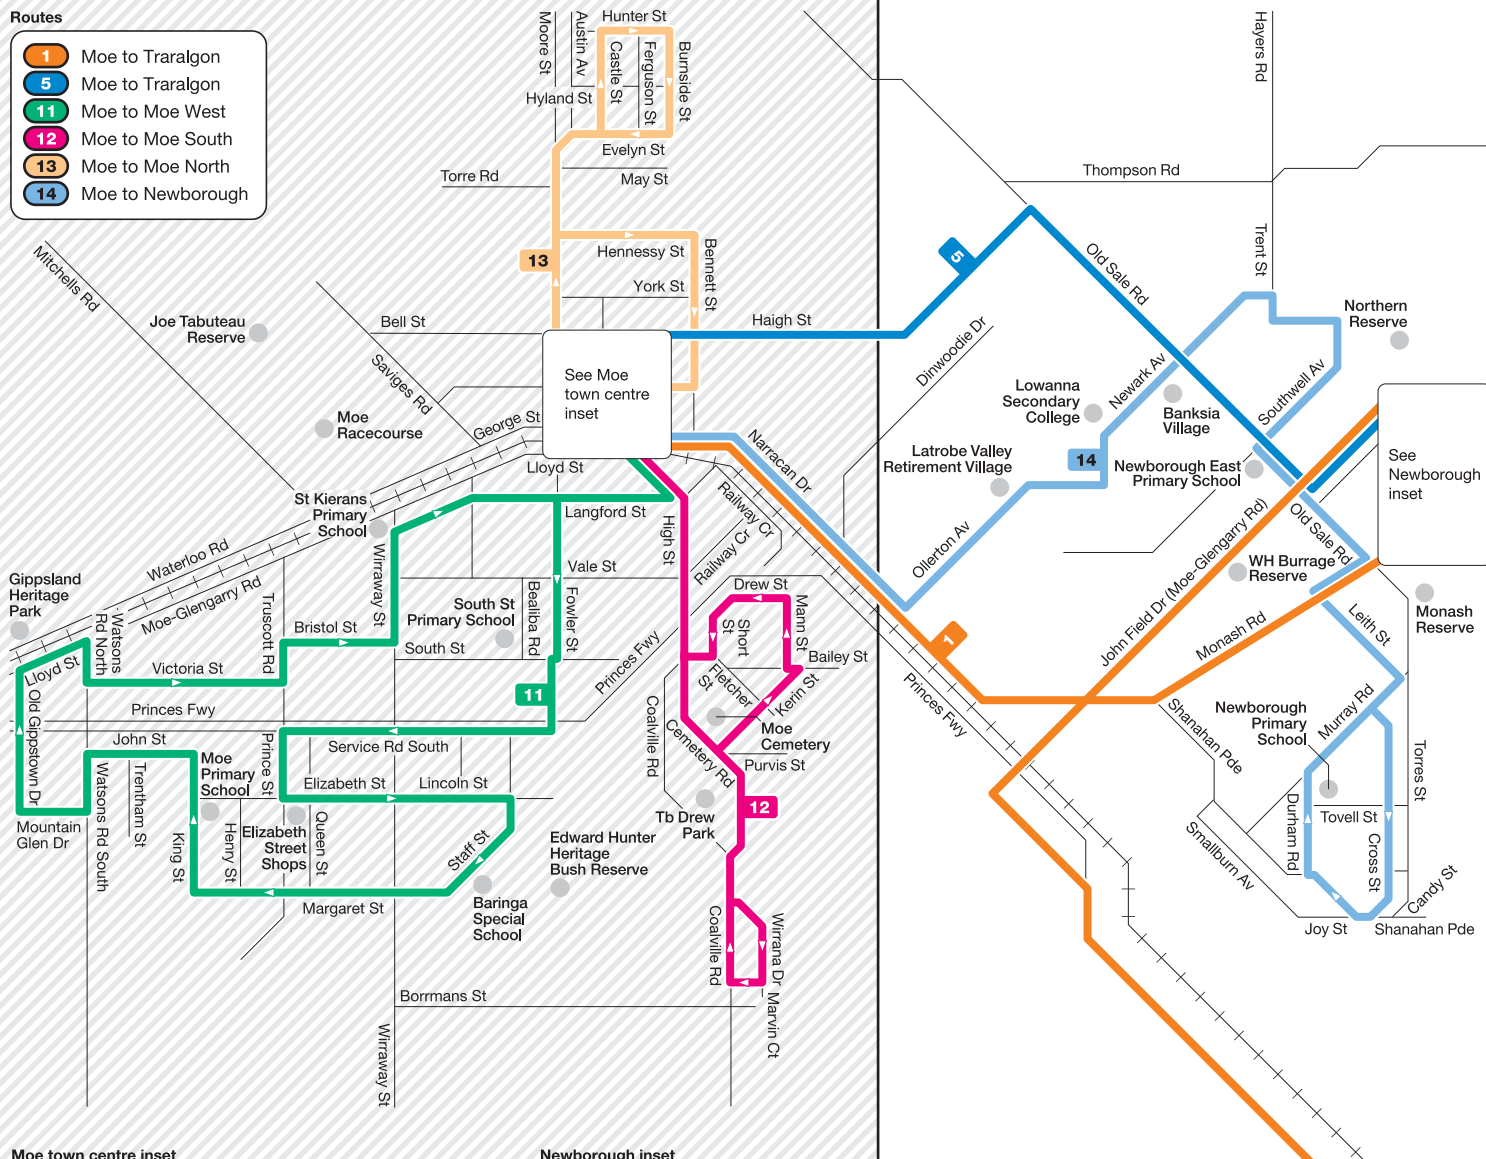 Routes
1 Moe to Traralgon
5 Moe to Traralgon
11 Moe to Moe West
12 Moe to Moe South
13 Moe to Moe North
14 Moe to Newborough
Moore St
Austin Av
Hunter St
Castle St
Ferguson St
Burnside St
Hyland St
Evelyn St
Torre Rd
May St
Hennessy St
Bennett St
13
York St
Haigh St
Bell St
Mitchells Rd
Joe Tabuteau
Reserve
Saviges Rd
Moe
Racecourse
George St
See Moe
town centre
inset
Lloyd St
Hayers Rd
Thompson Rd
Trent St
5
Old Sale Rd
Northern
Reserve
Dinwoodie Dr
Newark Av
Lowanna
Secondary
College
Banksia
Village
Southwell Av
Latrobe Valley
Retirement Village
14
Newborough East
Primary School
See
Newborough
inset
Narracan Dr
Railway Cr
Railway Cr
High St
Langford St
St Kierans
Primary
School
Wirraway St
Waterloo Rd
Moe-Glengarry Rd
Gippsland
Heritage
Park
Watsons
Rd North
Truscott Rd
Bristol St
Victoria St
Lloyd St
Old Gippstown Dr
Vale St
Bealiba Rd
Fowler St
South St
Primary School
South St
Princes Fwy
11
Princes Fwy
Service Rd South
John St
Prince St
Moe
Primary
School
Elizabeth St
Lincoln St
Trentham St
Watsons Rd South
Mountain
Glen Dr
King St
Henry St
Elizabeth
Street
Shops
Queen St
Staff St
Margaret St
Baringa
Special
School
Edward Hunter
Heritage
Bush Reserve
Drew St
Short
St
Mann St
Bailey St
Fletcher
St
Kerin St
Coalville Rd
Cemetery Rd
Moe
Cemetery
Purvis St
Tb Drew
Park
12
Coalville Rd
Wirrana Dr
Marvin Ct
Borrmans St
Wirraway St
Ollerton Av
1
Princes Fwy
John Field Dr (Moe-Glengarry Rd)
Old Sale Rd
WH Burrage
Reserve
Monash Rd
Monash
Reserve
Leith St
Shanahan Pde
Newborough
Primary
School
Murray Rd
Torres St
Tovell St
Durham Rd
Cross St
Smallburn Av
Candy St
Joy St
Shanahan Pde
Moe town centre inset
Newborough inset